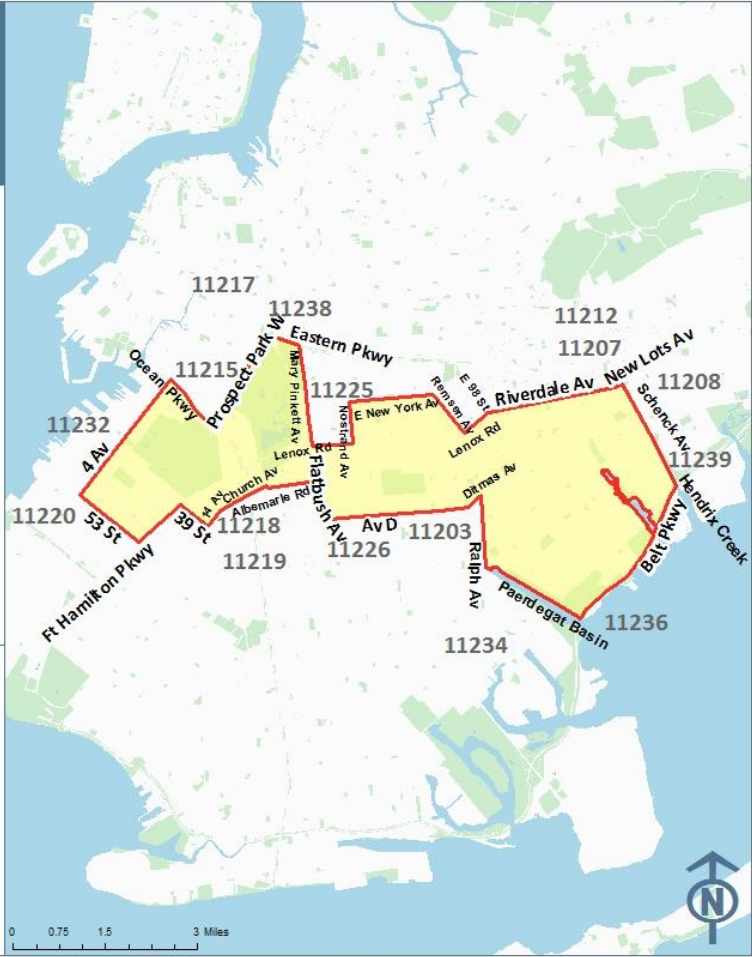 11217
11238
Eastern Pkwy
11212
11207
New Lots Av
11208
11215
Ocean Pkwy
Prospect Park W
Mary Pinkett Av
11225
E New York Av
Nostrand Av
Remsen Av
E 98 St
Riverdale Av
Schenck Av
11232
4 Av
Lenox Rd
Lenox Rd
11239
Hendrix Creek
Church Av
Albemarle Rd
Flatbush Av
Ditmas Av
11220
53 St
39 St
11218
Av D
11203
11226
11219
Ralph Av
Belt Pkwy
Ft Hamilton Pkwy
Paerdegat Basin
11236
11234
N
0 0.75 1.5 3 Miles